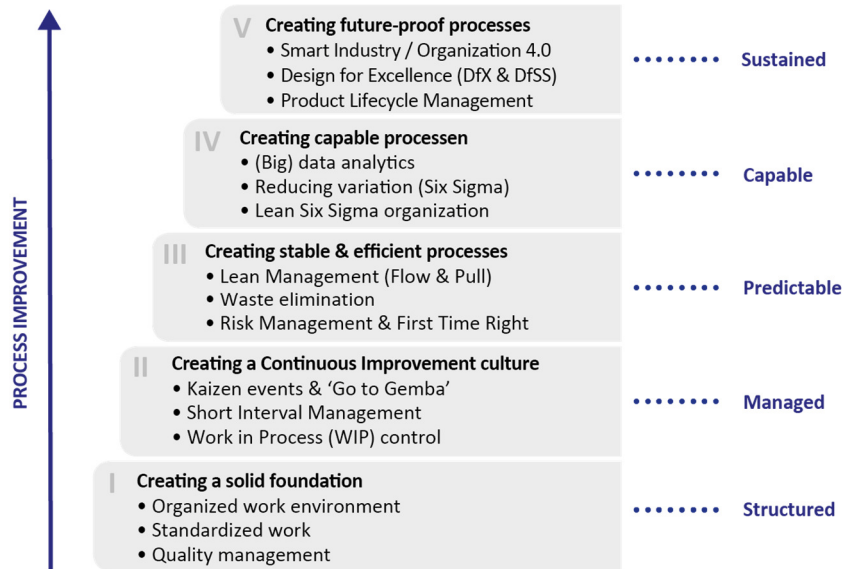 V Creating future-proof processes
• Smart Industry / Organization 4.0
• Design for Excellence (DfX & DfSS)
• Product Lifecycle Management
Sustained
IV Creating capable processen
• (Big) data analytics
• Reducing variation (Six Sigma)
• Lean Six Sigma organization
Capable
III Creating stable & efficient processes
• Lean Management (Flow & Pull)
• Waste elimination
• Risk Management & First Time Right
Predictable
II Creating a Continuous Improvement culture
• Kaizen events & ‘Go to Gemba’
• Short Interval Management
• Work in Process (WIP) control
Managed
I Creating a solid foundation
• Organized work environment
• Standardized work
• Quality management
Structured
PROCESS IMPROVEMENT